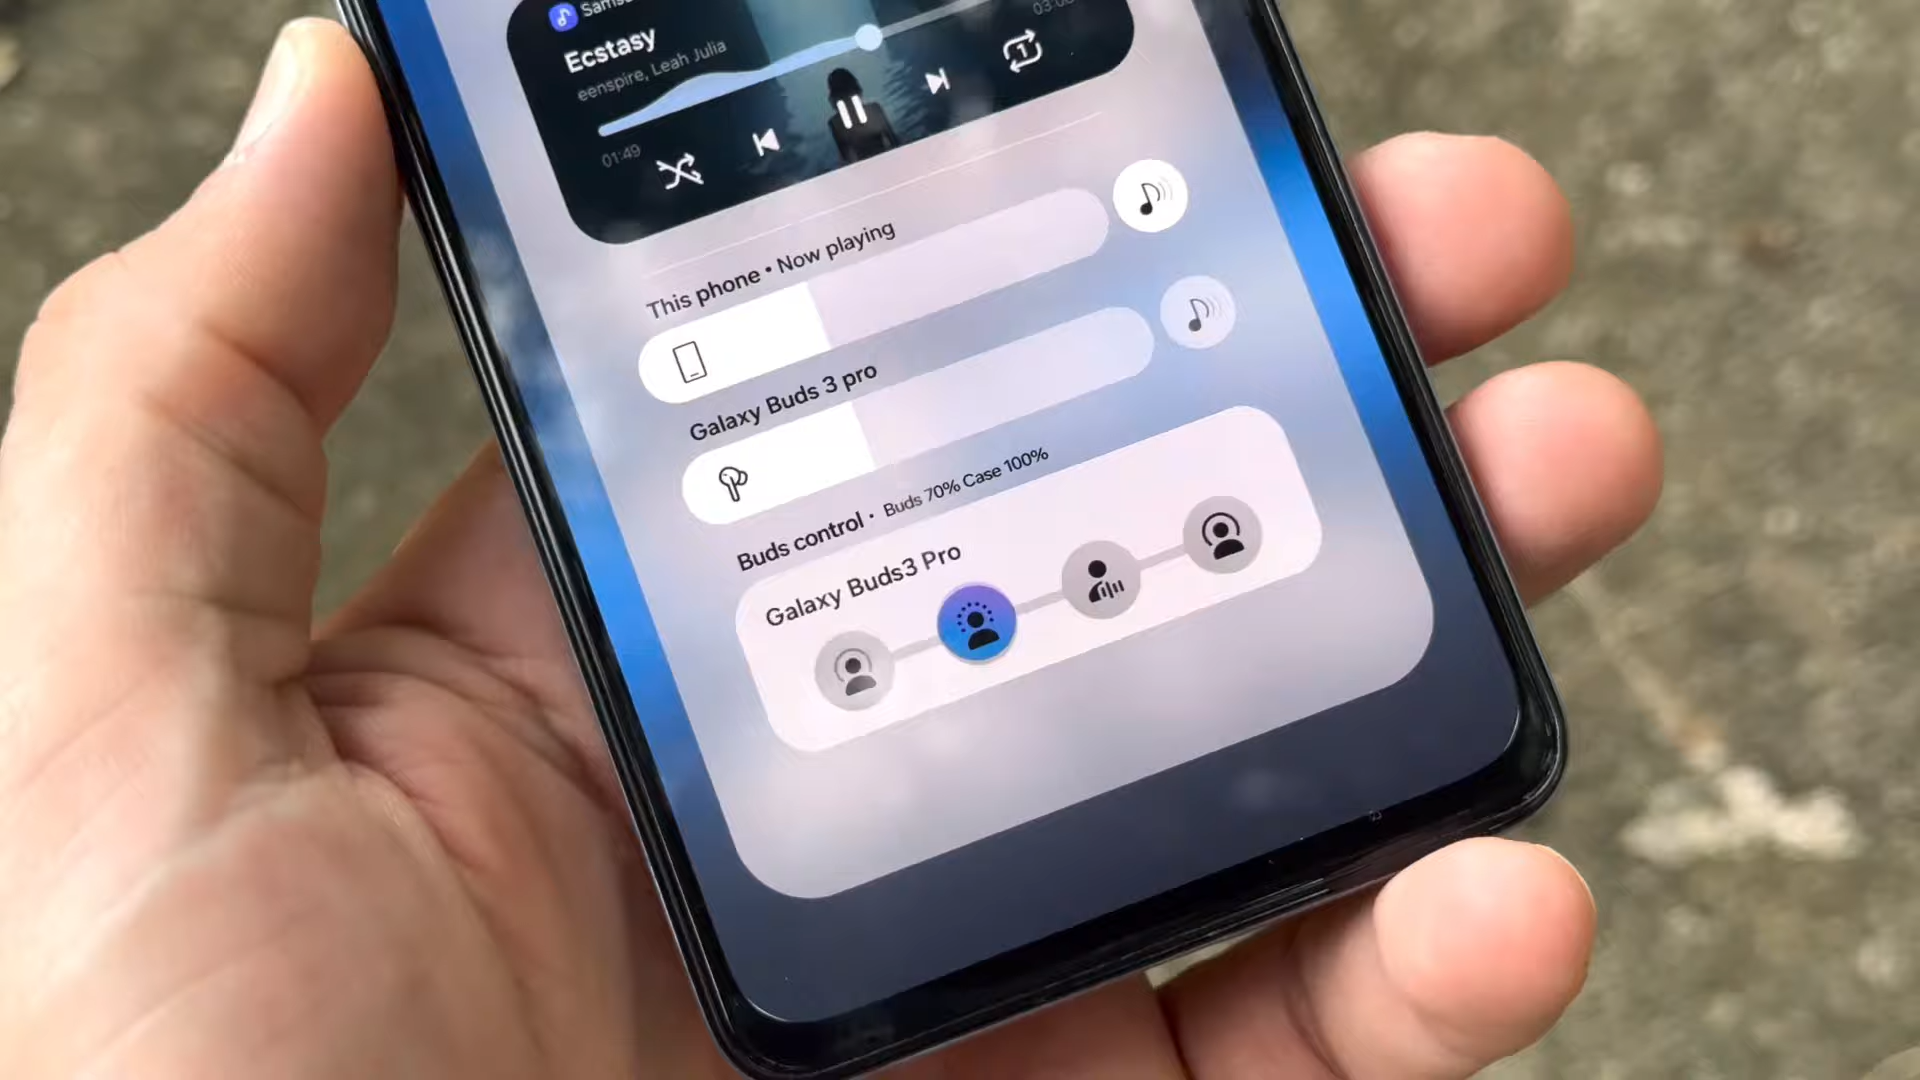 Ecstasy
eenspire, Leah Julia
01:49
This phone • Now playing
Galaxy Buds 3 pro
Buds control · Buds 70% Case 100%
Galaxy Buds3 Pro